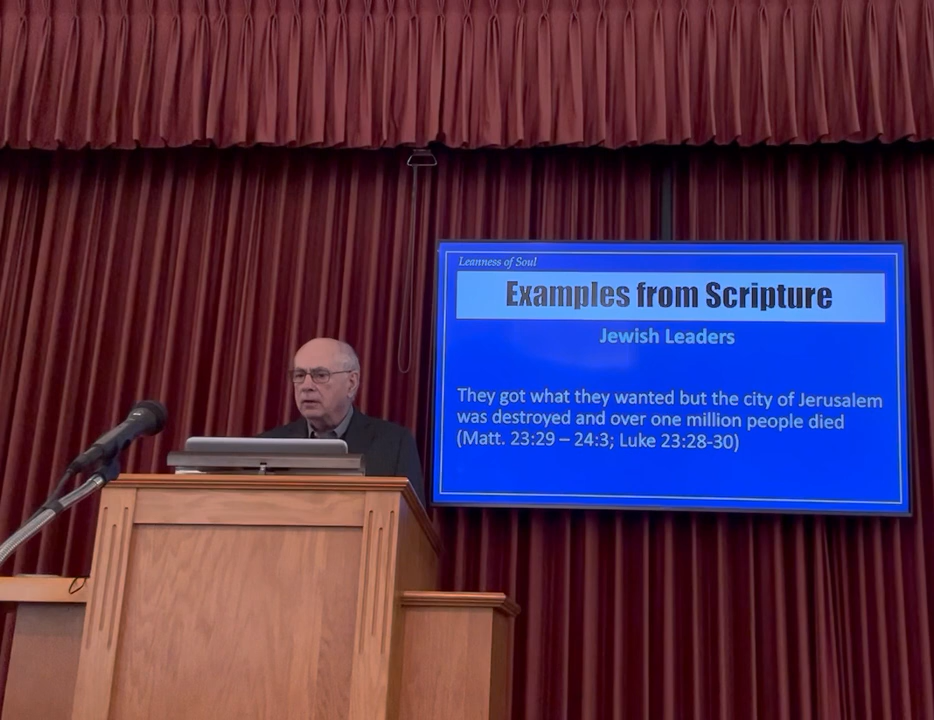 Leanness of Soul
Examples from Scripture
Jewish Leaders
They got what they wanted but the city of Jerusalem
was destroyed and over one million people died
(Matt. 23:29 – 24:3; Luke 23:28-30)